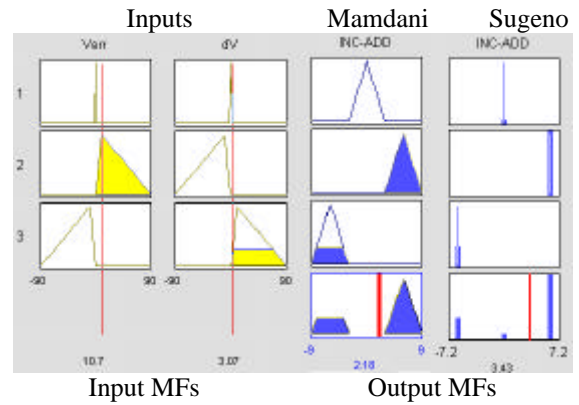 Inputs Mamdani Sugeno
Verr dV INC-ADD INC-ADD
1
2
3
-90 90 -90 90
-9 9 -7.2 7.2
10.7 3.07 2.18 3.43
Input MFs Output MFs